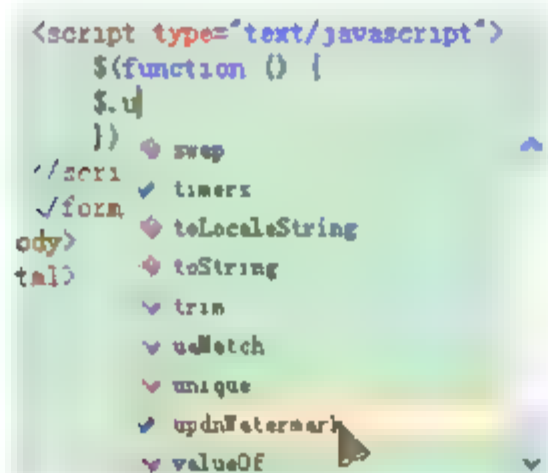 <script type="text/javascript">
$(function () {
$.u
})
</scri
</form
ody>
tml>
swap
timers
toLocaleString
toString
trim
uaMatch
unique
updnWatermark
valueOf